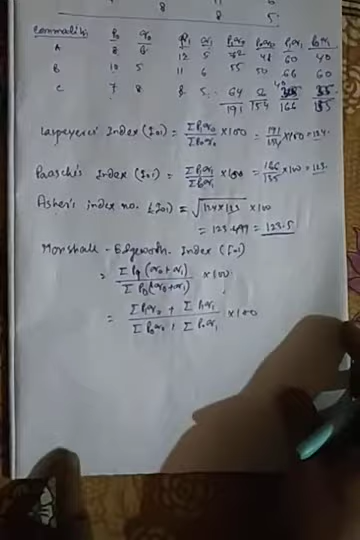 8 8 5
Commodities P₀ q₀ P₁ q₁ P₁q₀ P₀q₀ P₁q₁ P₀q₁
A 8 6 12 5 72 48 60 40
B 10 5 11 6 55 50 66 60
C 7 8 8 5 64 56 40 35
191 154 166 135
Laspeyeres' Index (I₀₁) = ΣP₁q₀/ΣP₀q₀ × 100 = 191/154 × 100 = 124.
Paasche's Index (I₀₁) = ΣP₁q₁/ΣP₀q₁ × 100 = 166/135 × 100 = 123.
index no. (I₀₁) = √124×123 × 100
= 123.499 = 123.5
Marshall - Edgeworth Index (I₀₁)
= ΣP₁(q₀+q₁)/ΣP₀(q₀+q₁) × 100
= ΣP₁q₀ + ΣP₁q₁/ΣP₀q₀ + ΣP₀q₁ × 100